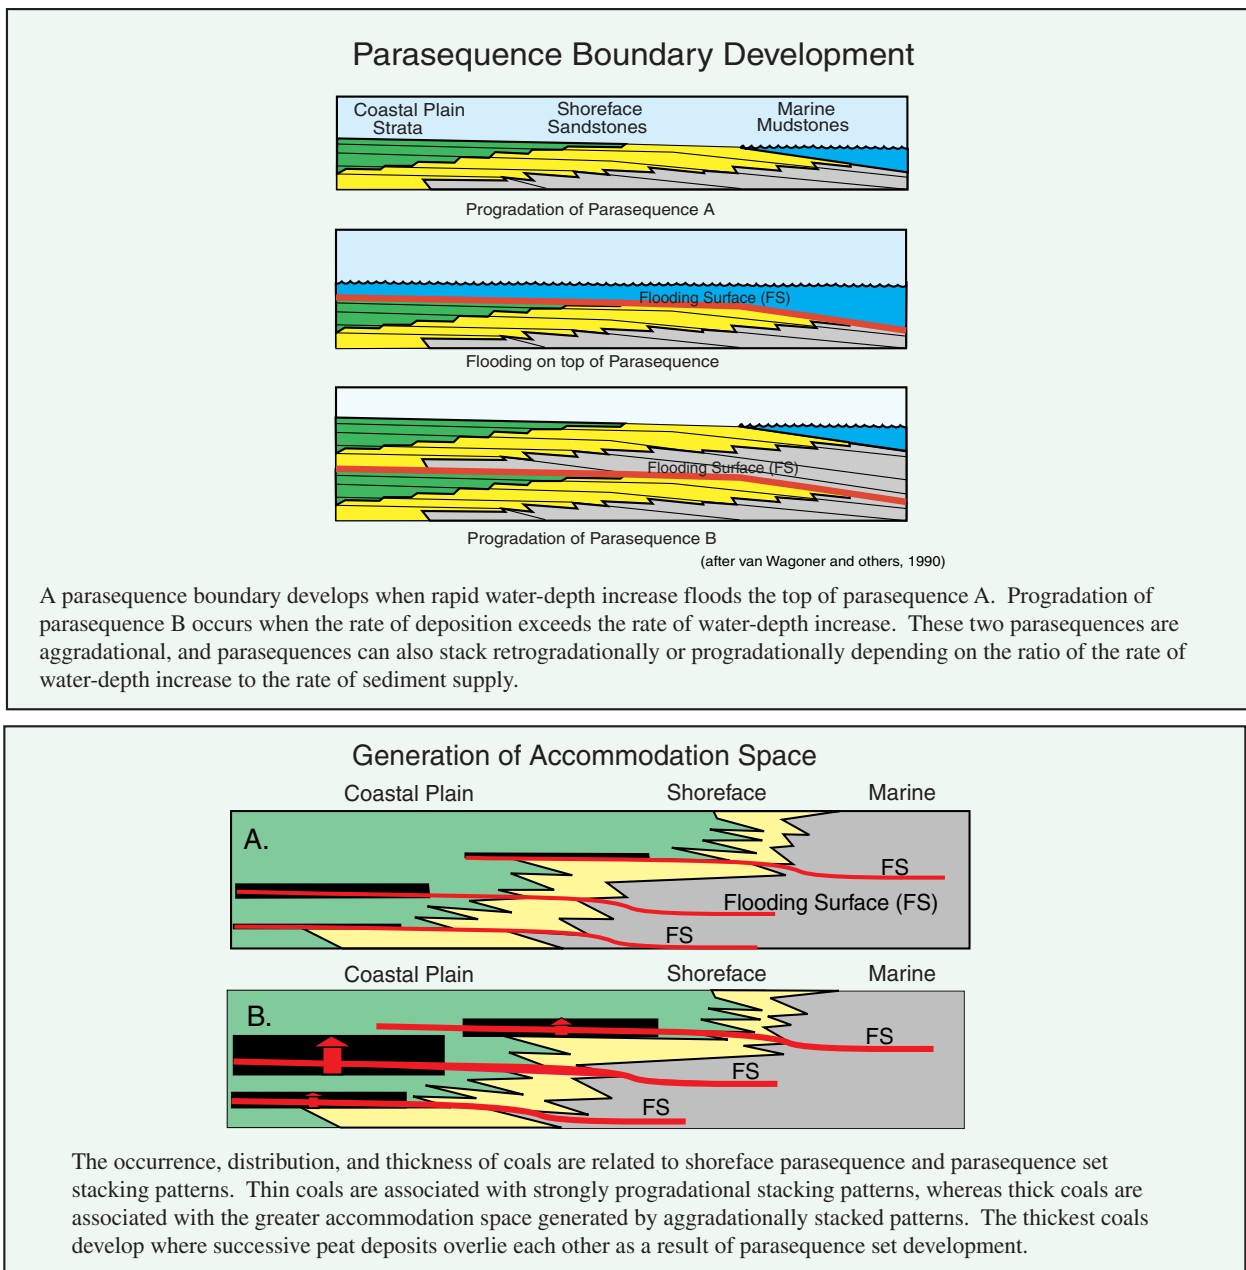 Parasequence Boundary Development
Coastal Plain Strata
Shoreface Sandstones
Marine Mudstones
Progradation of Parasequence A
Flooding Surface (FS)
Flooding on top of Parasequence
Flooding Surface (FS)
Progradation of Parasequence B
(after van Wagoner and others, 1990)
A parasequence boundary develops when rapid water-depth increase floods the top of parasequence A. Progradation of
parasequence B occurs when the rate of deposition exceeds the rate of water-depth increase. These two parasequences are
aggradational, and parasequences can also stack retrogradationally or progradationally depending on the ratio of the rate of
water-depth increase to the rate of sediment supply.
Generation of Accommodation Space
Coastal Plain
Shoreface
Marine
A.
FS
Flooding Surface (FS)
FS
Coastal Plain
Shoreface
Marine
B.
FS
FS
FS
The occurrence, distribution, and thickness of coals are related to shoreface parasequence and parasequence set
stacking patterns. Thin coals are associated with strongly progradational stacking patterns, whereas thick coals are
associated with the greater accommodation space generated by aggradationally stacked patterns. The thickest coals
develop where successive peat deposits overlie each other as a result of parasequence set development.